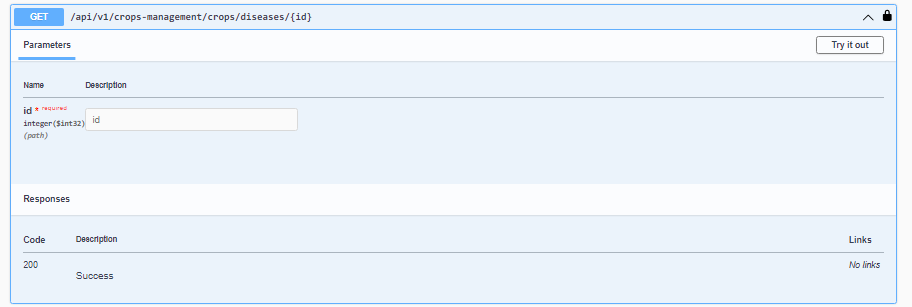 GET /api/v1/crops-management/crops/diseases/{id}
Parameters Try it out
Name Description
id * required
integer($int32) id
(path)
Responses
Code Description Links
200 No links
Success